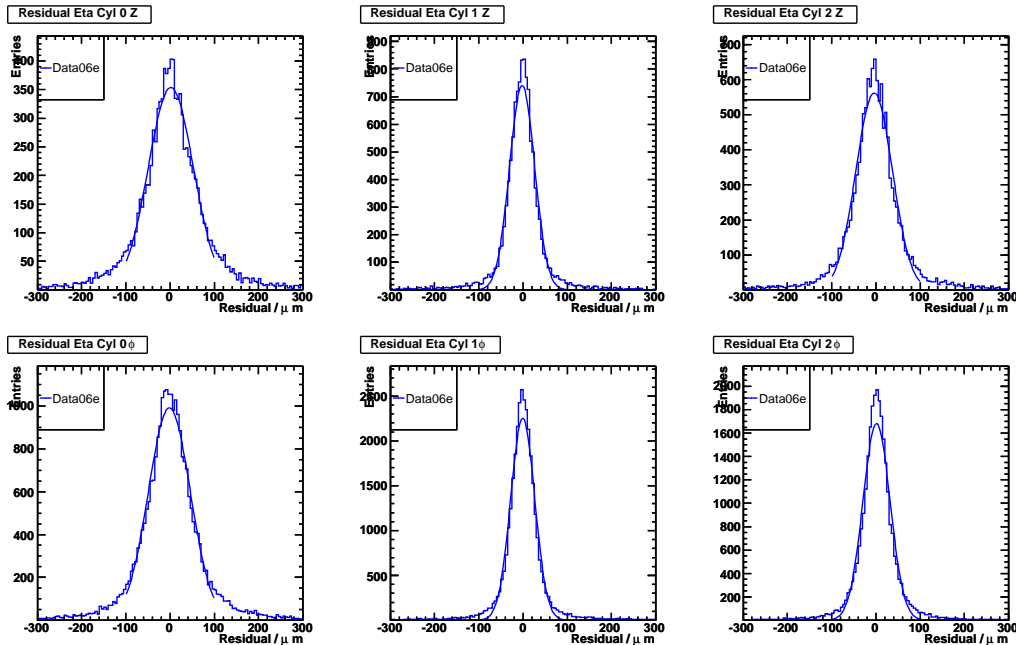 Residual Eta Cyl 0 Z
Entries
Data06e
400
350
300
250
200
150
100
50
-300 -200 -100 0 100 200 300
Residual / μ m
Residual Eta Cyl 1 Z
Entries
Data06e
900
800
700
600
500
400
300
200
100
-300 -200 -100 0 100 200 300
Residual / μ m
Residual Eta Cyl 2 Z
Entries
Data06e
700
600
500
400
300
200
100
-300 -200 -100 0 100 200 300
Residual / μ m
Residual Eta Cyl 0 ϕ
Entries
Data06e
1000
800
600
400
200
-300 -200 -100 0 100 200 300
Residual / μ m
Residual Eta Cyl 1 ϕ
Entries
Data06e
2500
2000
1500
1000
500
-300 -200 -100 0 100 200 300
Residual / μ m
Residual Eta Cyl 2 ϕ
Entries
Data06e
2000
1800
1600
1400
1200
1000
800
600
400
200
-300 -200 -100 0 100 200 300
Residual / μ m